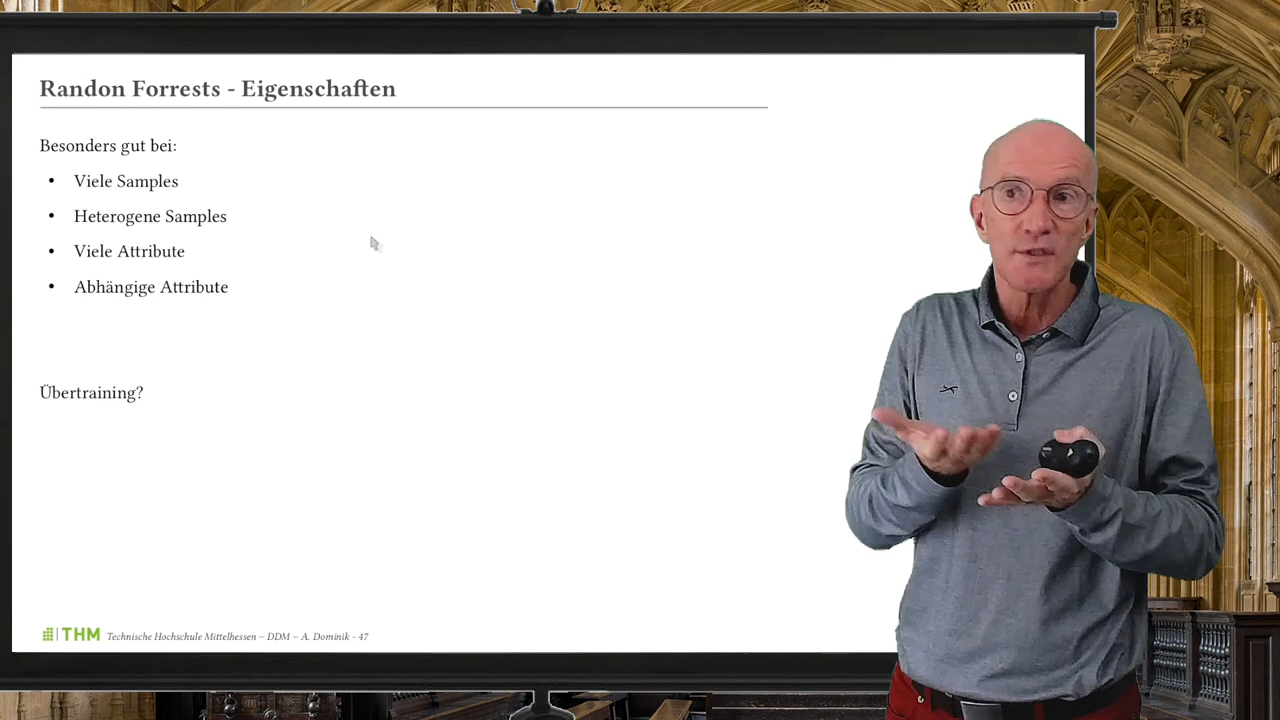 Randon Forrests - Eigenschaften
Besonders gut bei:
• Viele Samples
• Heterogene Samples
• Viele Attribute
• Abhängige Attribute
Übertraining?
THM Technische Hochschule Mittelhessen – DDM – A. Dominik - 47